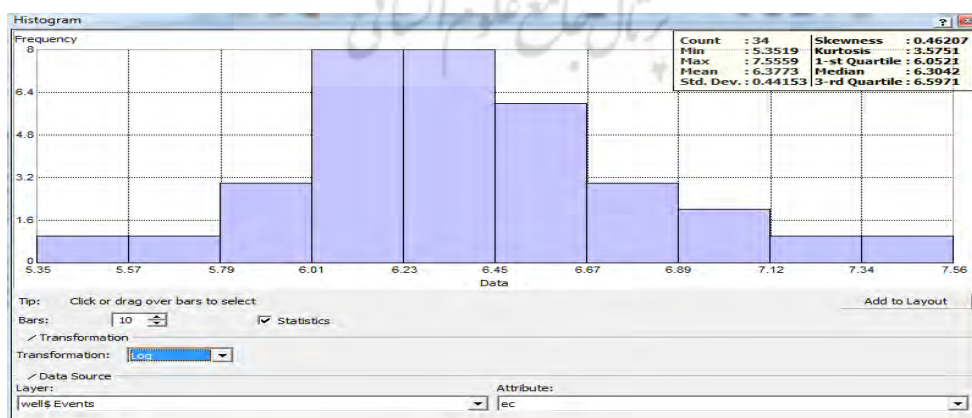 Histogram
Frequency
Count : 34 Skewness : 0.46207
Min : 5.3519 Kurtosis : 3.5751
Max : 7.5559 1-st Quartile : 6.0521
Mean : 6.3773 Median : 6.3042
Std. Dev. : 0.44153 3-rd Quartile : 6.5971
8
6.4
4.8
3.2
1.6
0
5.35 5.57 5.79 6.01 6.23 6.45 6.67 6.89 7.12 7.34 7.56
Data
Tip: Click or drag over bars to select
Add to Layout
Bars: 10 Statistics
Transformation
Transformation: Log
Data Source
Layer: Attribute:
well$ Events ec